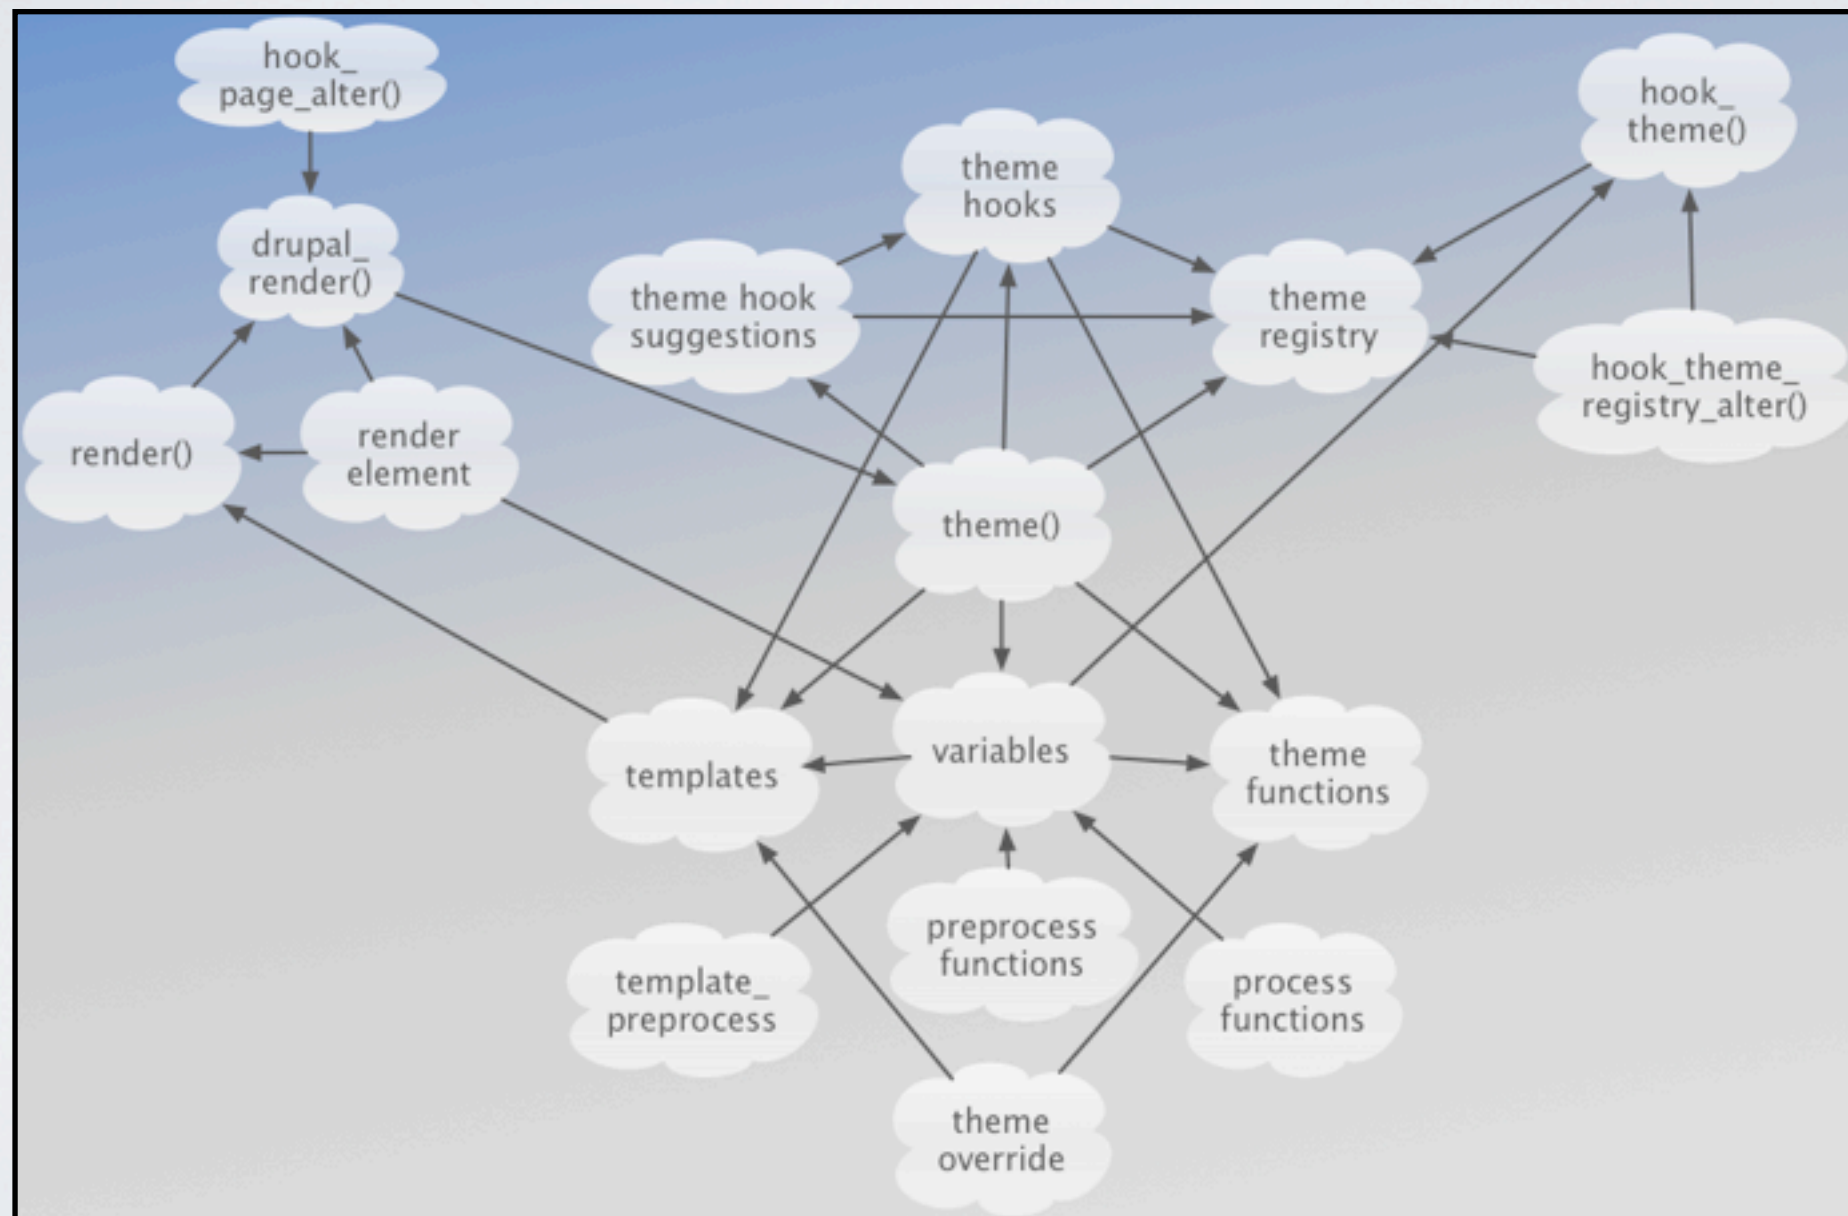 hook_
page_alter()
hook_
theme()
theme
hooks
drupal_
render()
theme hook
suggestions
theme
registry
hook_theme_
registry_alter()
render()
render
element
theme()
templates
variables
theme
functions
template_
preprocess
preprocess
functions
process
functions
theme
override